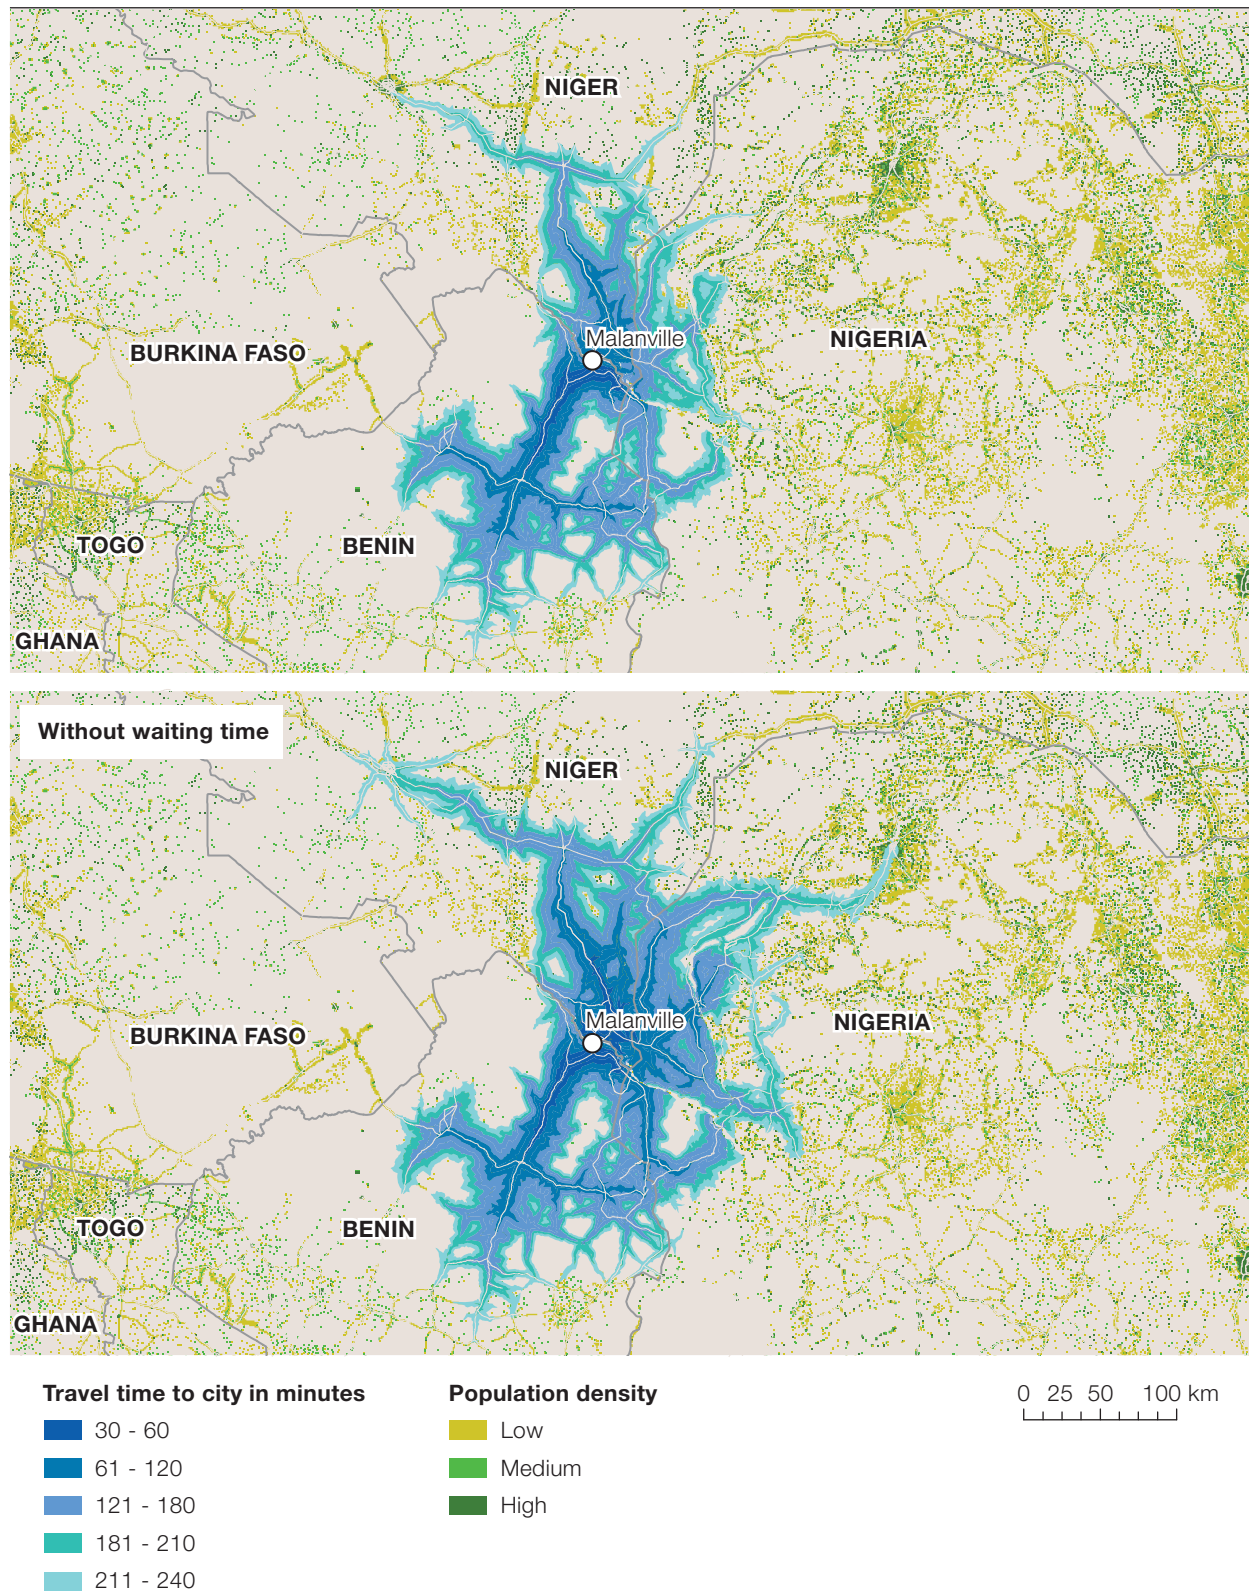 NIGER
Malanville
NIGERIA
BURKINA FASO
TOGO
BENIN
GHANA
Without waiting time
NIGER
Malanville
NIGERIA
BURKINA FASO
TOGO
BENIN
GHANA
Travel time to city in minutes
30 - 60
61 - 120
121 - 180
181 - 210
211 - 240
Population density
Low
Medium
High
0 25 50 100 km